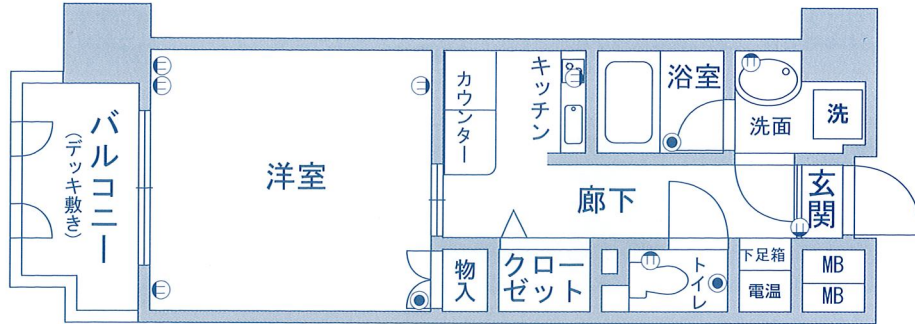 バルコニー
(デッキ敷き)
洋室
カウンター
キッチン
浴室
洗面
洗
廊下
玄関
物入
クローゼット
トイレ
下足箱
電温
MB
MB